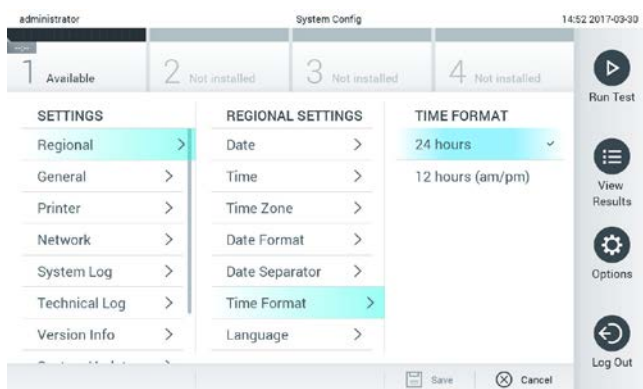 administrator
System Config
14:52 2017-03-30
1 Available
2 Not installed
3 Not installed
4 Not installed
Run Test
View
Results
Options
Log Out
SETTINGS
Regional
General
Printer
Network
System Log
Technical Log
Version Info
REGIONAL SETTINGS
Date
Time
Time Zone
Date Format
Date Separator
Time Format
Language
TIME FORMAT
24 hours
12 hours (am/pm)
Save
Cancel